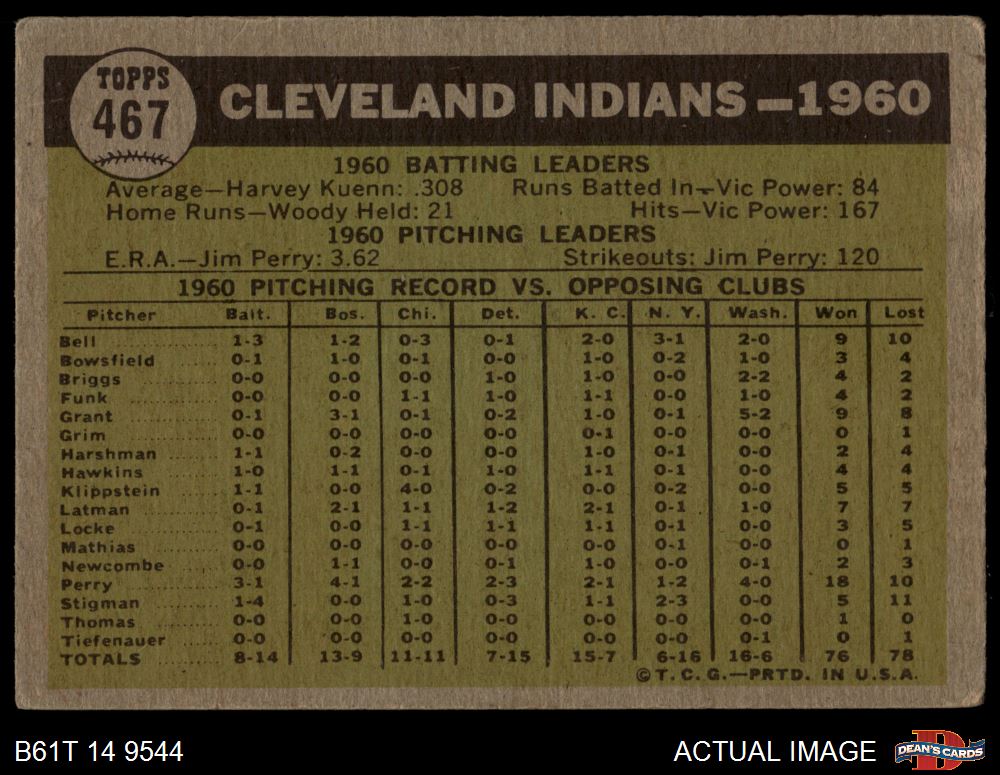 TOPPS
467
CLEVELAND INDIANS—1960
1960 BATTING LEADERS
Average—Harvey Kuenn: .308 Runs Batted In—Vic Power: 84
Home Runs—Woody Held: 21 Hits—Vic Power: 167
1960 PITCHING LEADERS
E.R.A.—Jim Perry: 3.62 Strikeouts: Jim Perry: 120
1960 PITCHING RECORD VS. OPPOSING CLUBS
Pitcher Balt. Bos. Chi. Det. K. C. N. Y. Wash. Won Lost
Bell 1-3 1-2 0-3 0-1 2-0 3-1 2-0 9 10
Bowsfield 0-1 1-0 0-1 0-0 1-0 0-2 1-0 3 4
Briggs 0-0 0-0 0-0 1-0 1-0 0-0 2-2 4 2
Funk 0-0 0-0 1-1 1-0 1-1 0-0 1-0 4 2
Grant 0-1 3-1 0-1 0-2 1-0 0-1 5-2 9 8
Grim 0-0 0-0 0-0 0-0 0-1 0-0 0-0 0 1
Harshman 1-1 0-2 0-0 0-0 1-0 0-1 0-0 2 4
Hawkins 1-0 1-1 0-1 1-0 1-1 0-1 0-0 4 4
Klippstein 1-1 0-0 4-0 0-2 0-0 0-2 0-0 5 5
Latman 0-1 2-1 1-1 1-2 2-1 0-1 1-0 7 7
Locke 0-1 0-0 1-1 1-1 1-1 0-1 0-0 3 5
Mathias 0-0 0-0 0-0 0-0 0-0 0-1 0-0 0 1
Newcombe 0-0 1-1 0-0 0-1 1-0 0-0 0-1 2 3
Perry 3-1 4-1 2-2 2-3 2-1 1-2 4-0 18 10
Stigman 1-4 0-0 1-0 0-3 1-1 2-3 0-0 5 11
Thomas 0-0 0-0 1-0 0-0 0-0 0-0 0-0 1 0
Tiefenauer 0-0 0-0 0-0 0-0 0-0 0-0 0-1 0 1
TOTALS 8-14 13-9 11-11 7-15 15-7 6-16 16-6 76 78
© T. C. G.—PRTD. IN U.S.A.
B61T 14 9544 ACTUAL IMAGE
D
DEAN'S CARDS